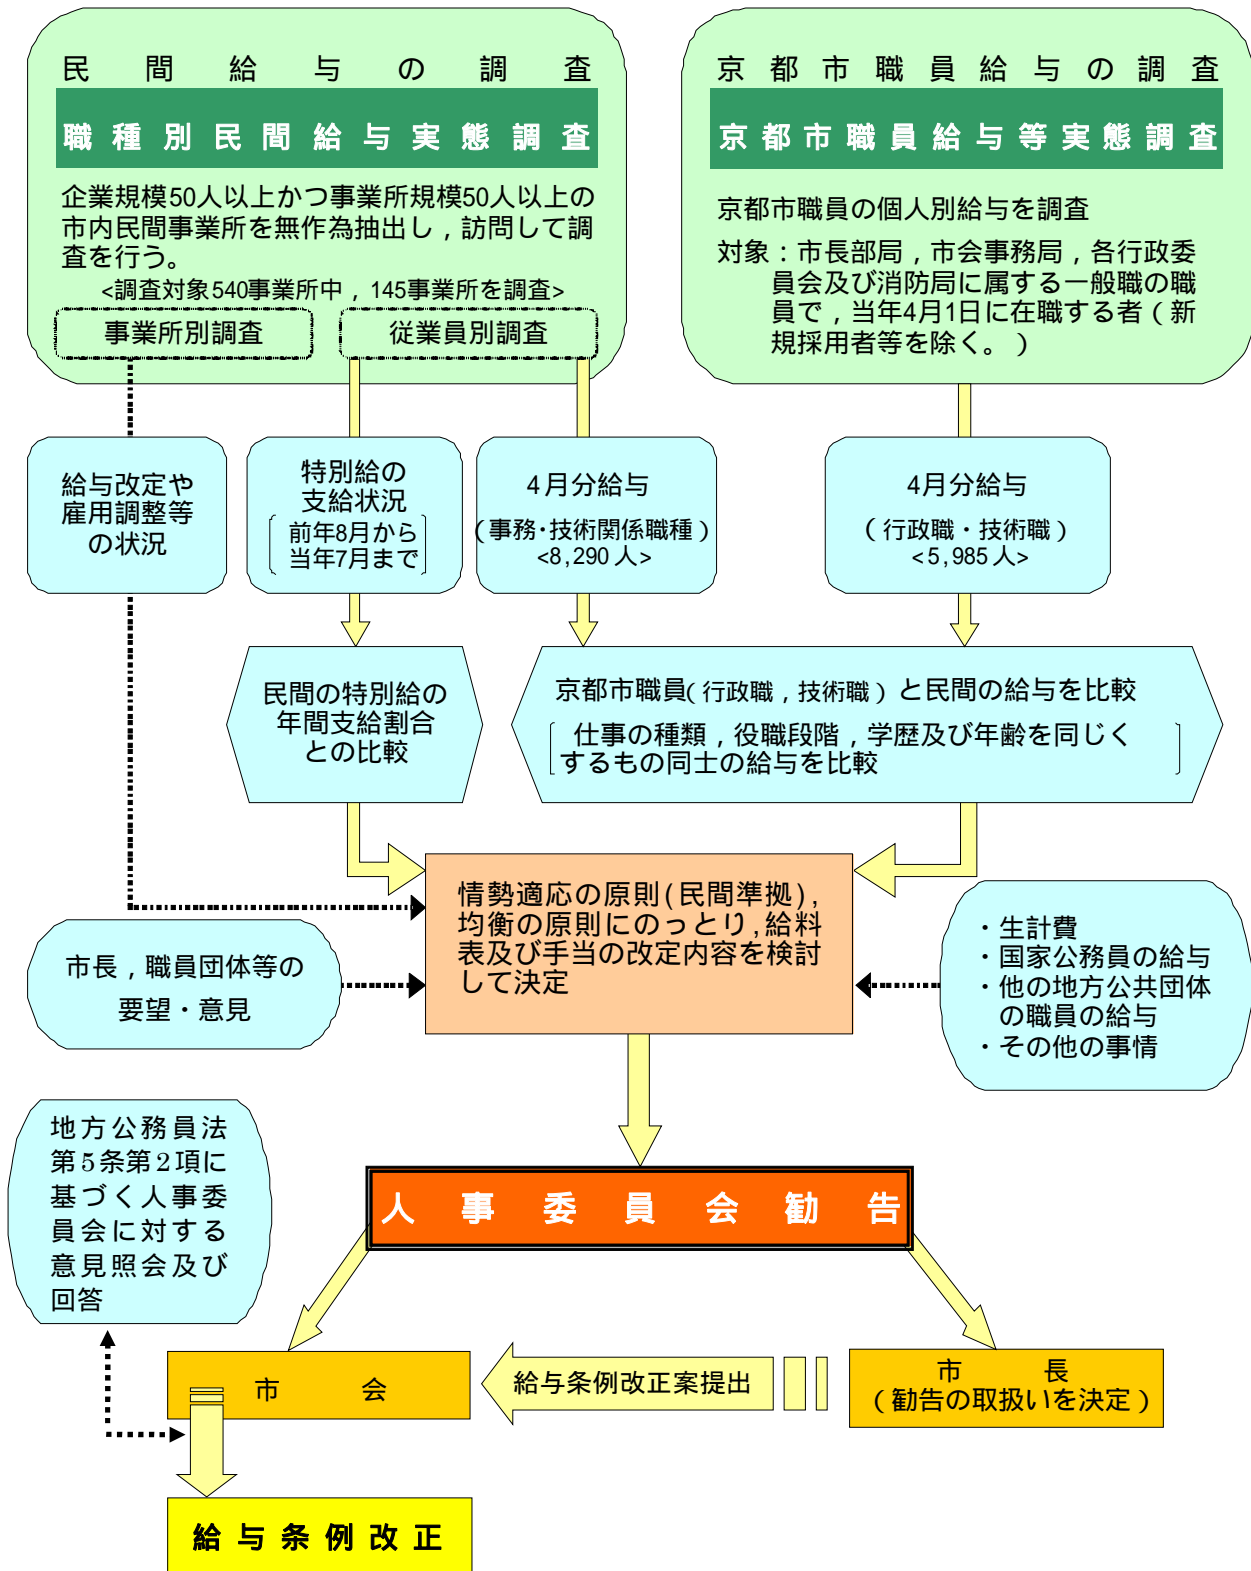 民間給与の調査
職種別民間給与実態調査
企業規模50人以上かつ事業所規模50人以上の
市内民間事業所を無作為抽出し，訪問して調
査を行う。
<調査対象540事業所中，145事業所を調査>
事業所別調査
従業員別調査
京都市職員給与の調査
京都市職員給与等実態調査
京都市職員の個人別給与を調査
対象：市長部局，市会事務局，各行政委
員会及び消防局に属する一般職の職
員で，当年4月1日に在職する者（新
規採用者等を除く。）
給与改定や
雇用調整等
の状況
特別給の
支給状況
前年8月から
当年7月まで
4月分給与
（事務・技術関係職種）
<8,290人>
4月分給与
（行政職・技術職）
<5,985人>
民間の特別給の
年間支給割合
との比較
京都市職員（行政職，技術職）と民間の給与を比較
仕事の種類，役職段階，学歴及び年齢を同じく
するもの同士の給与を比較
情勢適応の原則(民間準拠)，
均衡の原則にのっとり，給料
表及び手当の改定内容を検討
して決定
市長，職員団体等の
要望・意見
・生計費
・国家公務員の給与
・他の地方公共団体
の職員の給与
・その他の事情
地方公務員法
第5条第2項に
基づく人事委
員会に対する
意見照会及び
回答
人事委員会勧告
市会
給与条例改正案提出
市長
（勧告の取扱いを決定）
給与条例改正